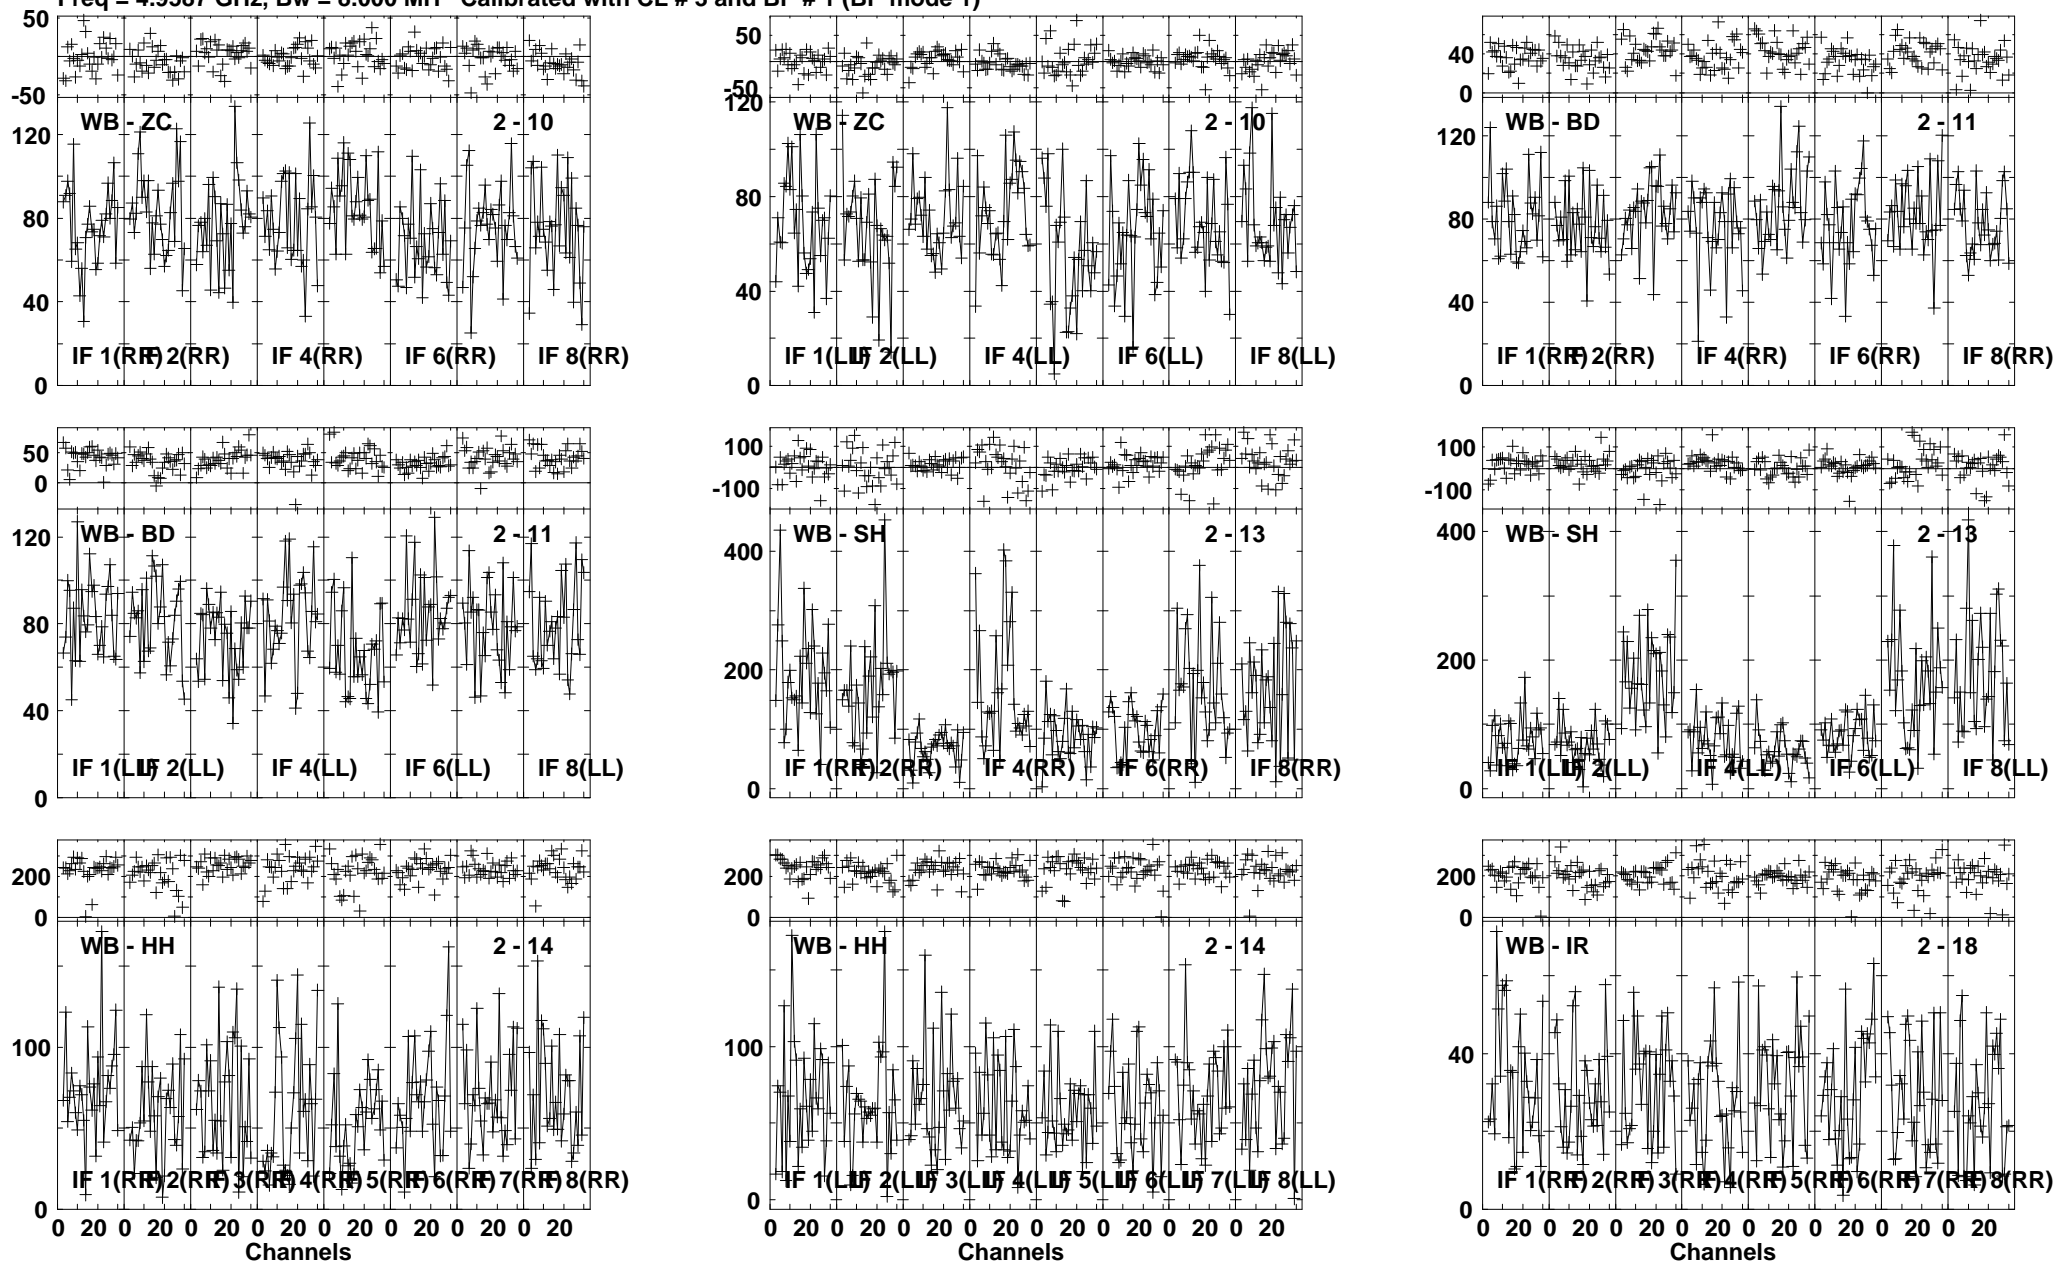 Freq = 4.9587 GHz, Bw = 8.000 MH Calibrated with CL # 3 and BP # 1 (BP mode 1)
50
-50
WB - ZC 2 - 10
120
80
40
0
IF 1(RR) IF 2(RR) IF 4(RR) IF 6(RR) IF 8(RR)
50
-50
WB - ZC 2 - 10
120
80
40
0
IF 1(LL) IF 2(LL) IF 4(LL) IF 6(LL) IF 8(LL)
40
0
WB - BD 2 - 11
120
80
40
0
IF 1(RR) IF 2(RR) IF 4(RR) IF 6(RR) IF 8(RR)
50
0
WB - BD 2 - 11
120
80
40
0
IF 1(LL) IF 2(LL) IF 4(LL) IF 6(LL) IF 8(LL)
100
-100
WB - SH 2 - 13
400
200
0
IF 1(RR) IF 2(RR) IF 4(RR) IF 6(RR) IF 8(RR)
100
-100
WB - SH 2 - 13
400
200
0
IF 1(LL) IF 2(LL) IF 4(LL) IF 6(LL) IF 8(LL)
200
0
WB - HH 2 - 14
100
0
IF 1(RR) IF 2(RR) IF 3(RR) IF 4(RR) IF 5(RR) IF 6(RR) IF 7(RR) IF 8(RR)
0 20 0 20 0 20 0 20 0 20 0 20 0 20 0 20
Channels
200
0
WB - HH 2 - 14
100
0
IF 1(LL) IF 2(LL) IF 3(LL) IF 4(LL) IF 5(LL) IF 6(LL) IF 7(LL) IF 8(LL)
0 20 0 20 0 20 0 20 0 20 0 20 0 20 0 20
Channels
200
0
WB - IR 2 - 18
40
0
IF 1(RR) IF 2(RR) IF 3(RR) IF 4(RR) IF 5(RR) IF 6(RR) IF 7(RR) IF 8(RR)
0 20 0 20 0 20 0 20 0 20 0 20 0 20 0 20
Channels